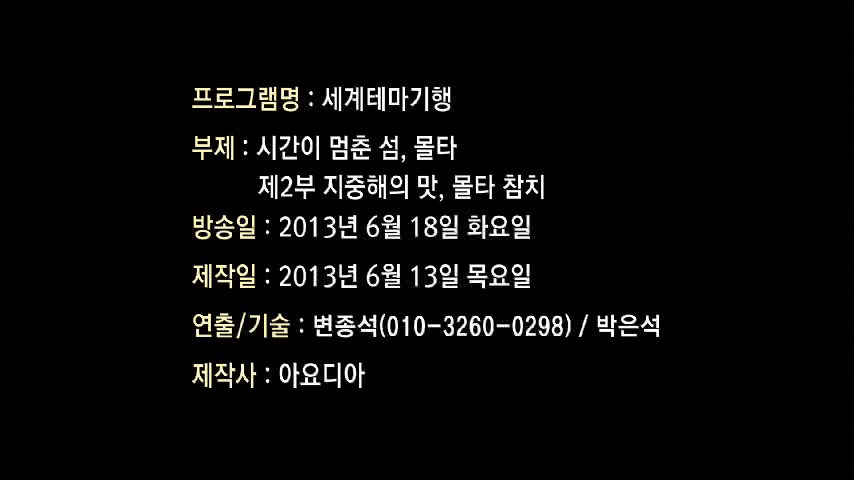 프로그램명 : 세계테마기행
부제 : 시간이 멈춘 섬, 몰타
제2부 지중해의 맛, 몰타 참치
방송일 : 2013년 6월 18일 화요일
제작일 : 2013년 6월 13일 목요일
연출/기술 : 변종석(010-3260-0298) / 박은석
제작사 : 아요디아